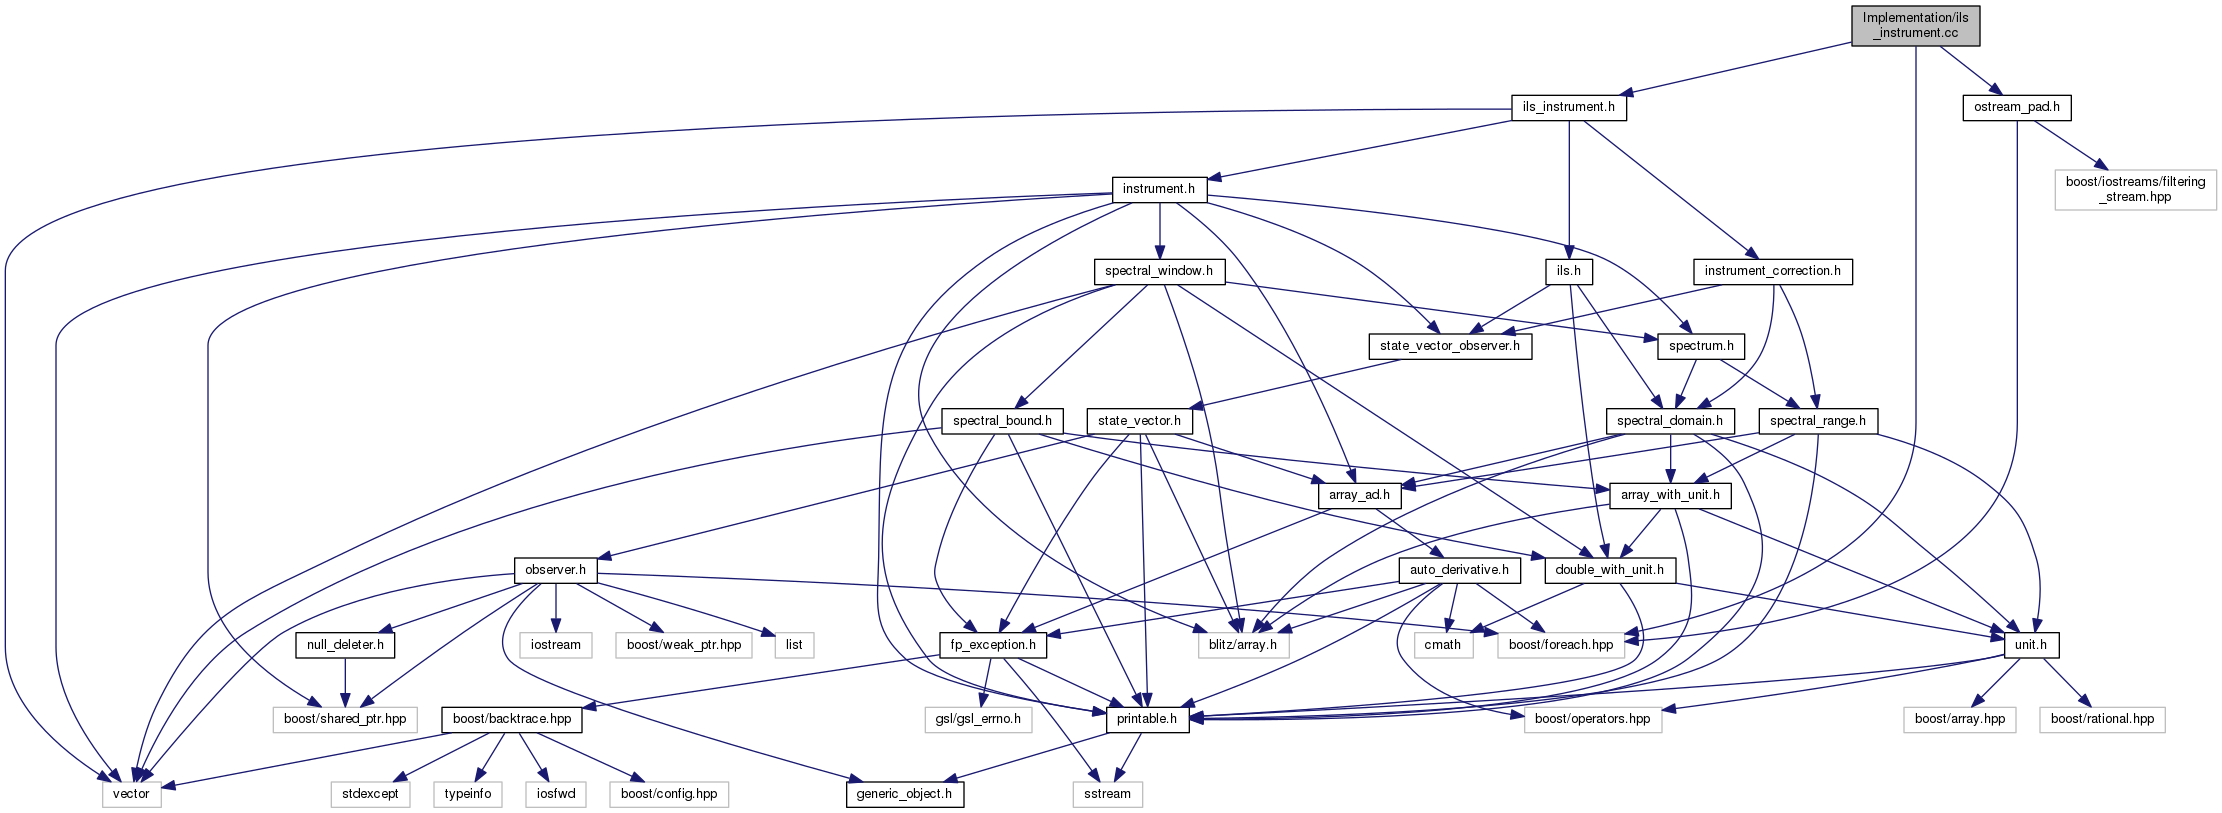 Implementation/ils
_instrument.cc
ils_instrument.h
ostream_pad.h
instrument.h
boost/iostreams/filtering
_stream.hpp
spectral_window.h
ils.h
instrument_correction.h
state_vector_observer.h
spectrum.h
spectral_bound.h
state_vector.h
spectral_domain.h
spectral_range.h
array_ad.h
array_with_unit.h
observer.h
auto_derivative.h
double_with_unit.h
null_deleter.h
iostream
boost/weak_ptr.hpp
list
fp_exception.h
blitz/array.h
cmath
boost/foreach.hpp
unit.h
boost/shared_ptr.hpp
boost/backtrace.hpp
gsl/gsl_errno.h
printable.h
boost/operators.hpp
boost/array.hpp
boost/rational.hpp
vector
stdexcept
typeinfo
iosfwd
boost/config.hpp
generic_object.h
sstream